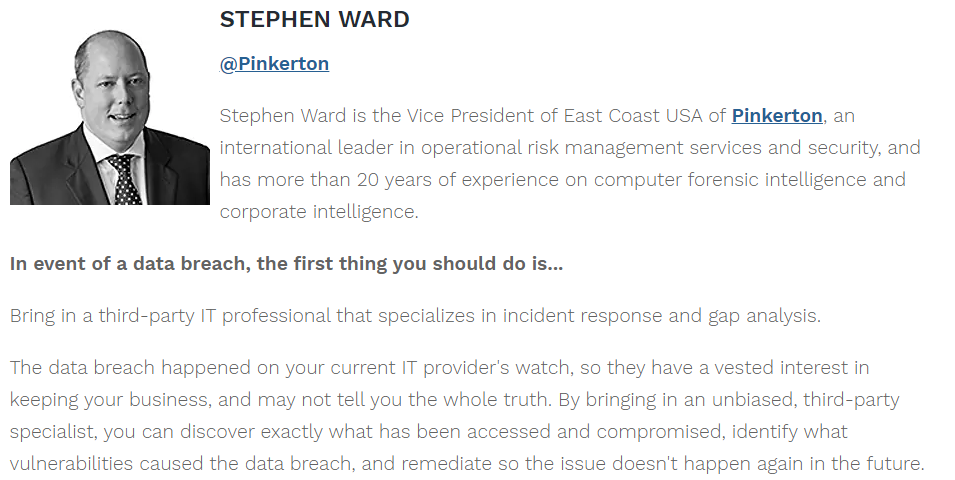 STEPHEN WARD
@Pinkerton
Stephen Ward is the Vice President of East Coast USA of Pinkerton, an
international leader in operational risk management services and security, and
has more than 20 years of experience on computer forensic intelligence and
corporate intelligence.
In event of a data breach, the first thing you should do is...
Bring in a third-party IT professional that specializes in incident response and gap analysis.
The data breach happened on your current IT provider's watch, so they have a vested interest in
keeping your business, and may not tell you the whole truth. By bringing in an unbiased, third-party
specialist, you can discover exactly what has been accessed and compromised, identify what
vulnerabilities caused the data breach, and remediate so the issue doesn't happen again in the future.